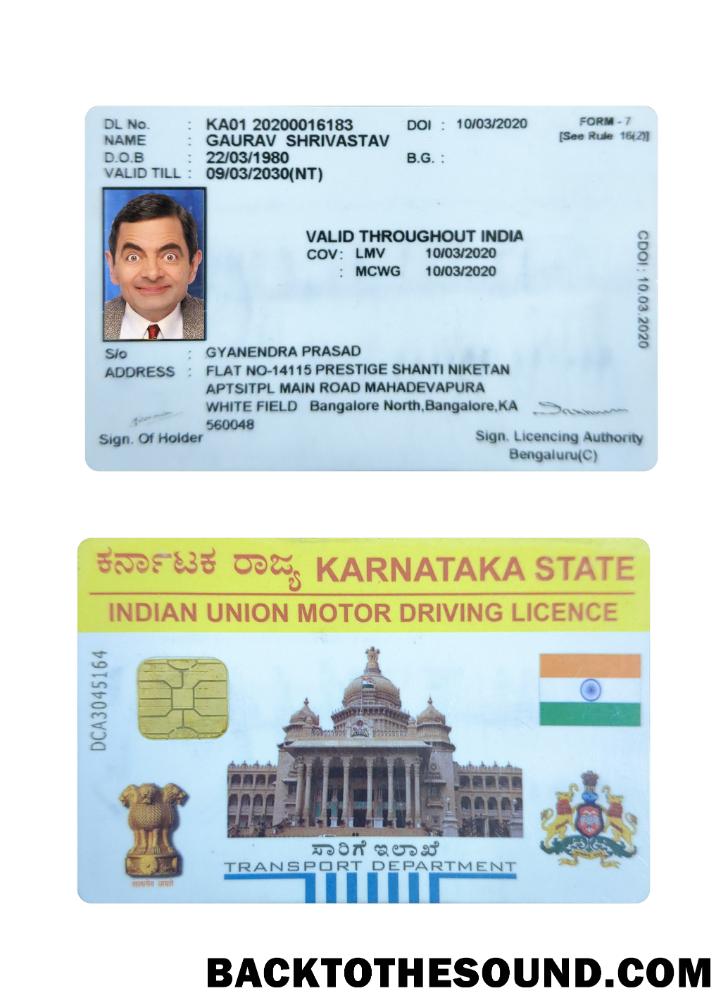 DL No. : KA01 20200016183 DOI : 10/03/2020 FORM - 7
NAME : GAURAV SHRIVASTAV [See Rule 16(2)]
D.O.B : 22/03/1980 B.G. :
VALID TILL : 09/03/2030(NT)
VALID THROUGHOUT INDIA
COV: LMV 10/03/2020
: MCWG 10/03/2020
CDOI: 10.03.2020
S/o : GYANENDRA PRASAD
ADDRESS : FLAT NO-14115 PRESTIGE SHANTI NIKETAN
APTSITPL MAIN ROAD MAHADEVAPURA
WHITE FIELD Bangalore North,Bangalore,KA
560048
Sign. Of Holder
Sign. Licencing Authority
Bengaluru(C)
ಕರ್ನಾಟಕ ರಾಜ್ಯ KARNATAKA STATE
INDIAN UNION MOTOR DRIVING LICENCE
DCA3045164
सत्यमेव जयते
ಸಾರಿಗೆ ಇಲಾಖೆ
TRANSPORT DEPARTMENT
BACKTOTHESOUND.COM